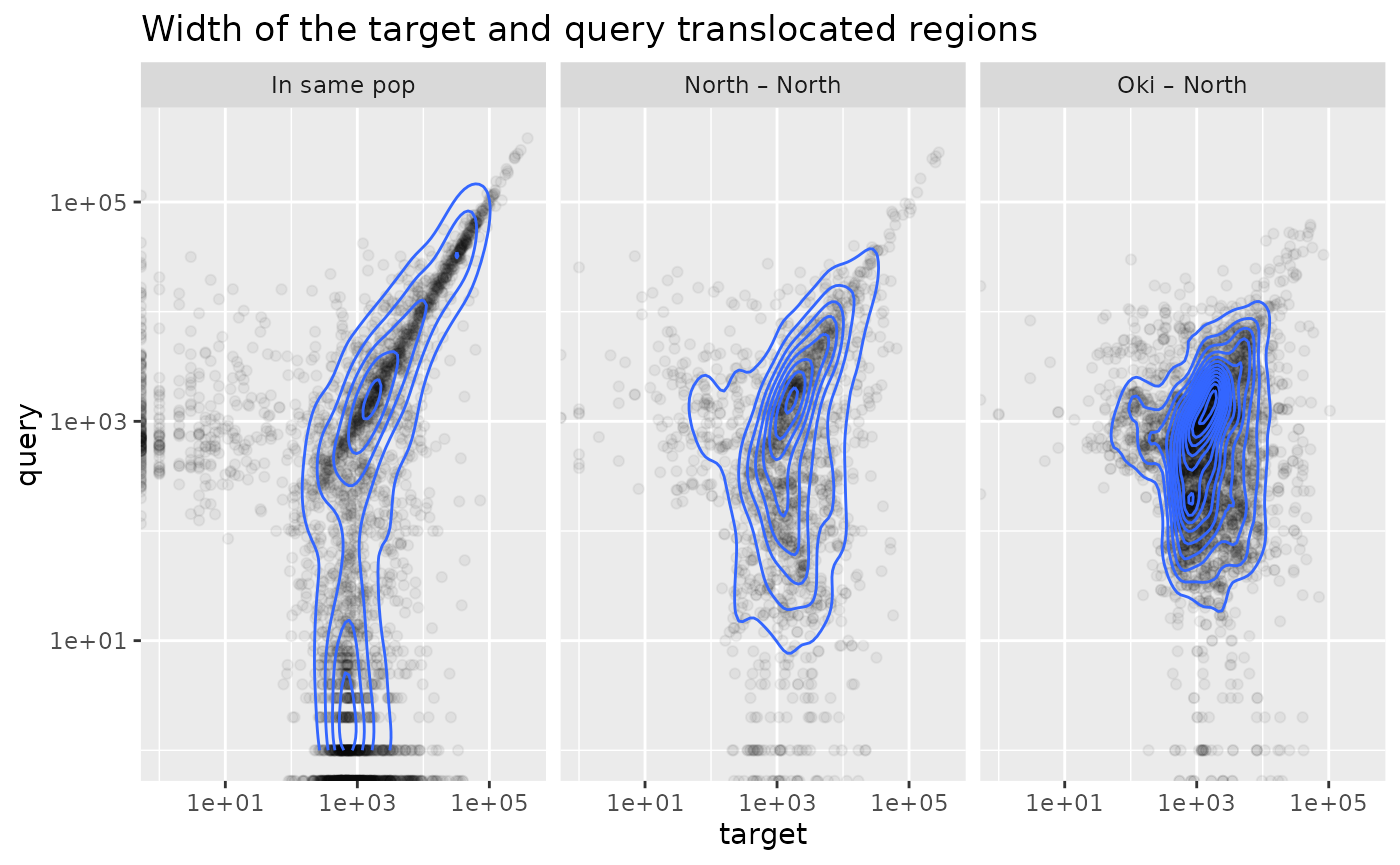 Width of the target and query translocated regions
In same pop
North – North
Oki – North
query
1e+05
1e+03
1e+01
1e+01 1e+03 1e+05
1e+01 1e+03 1e+05
1e+01 1e+03 1e+05
target